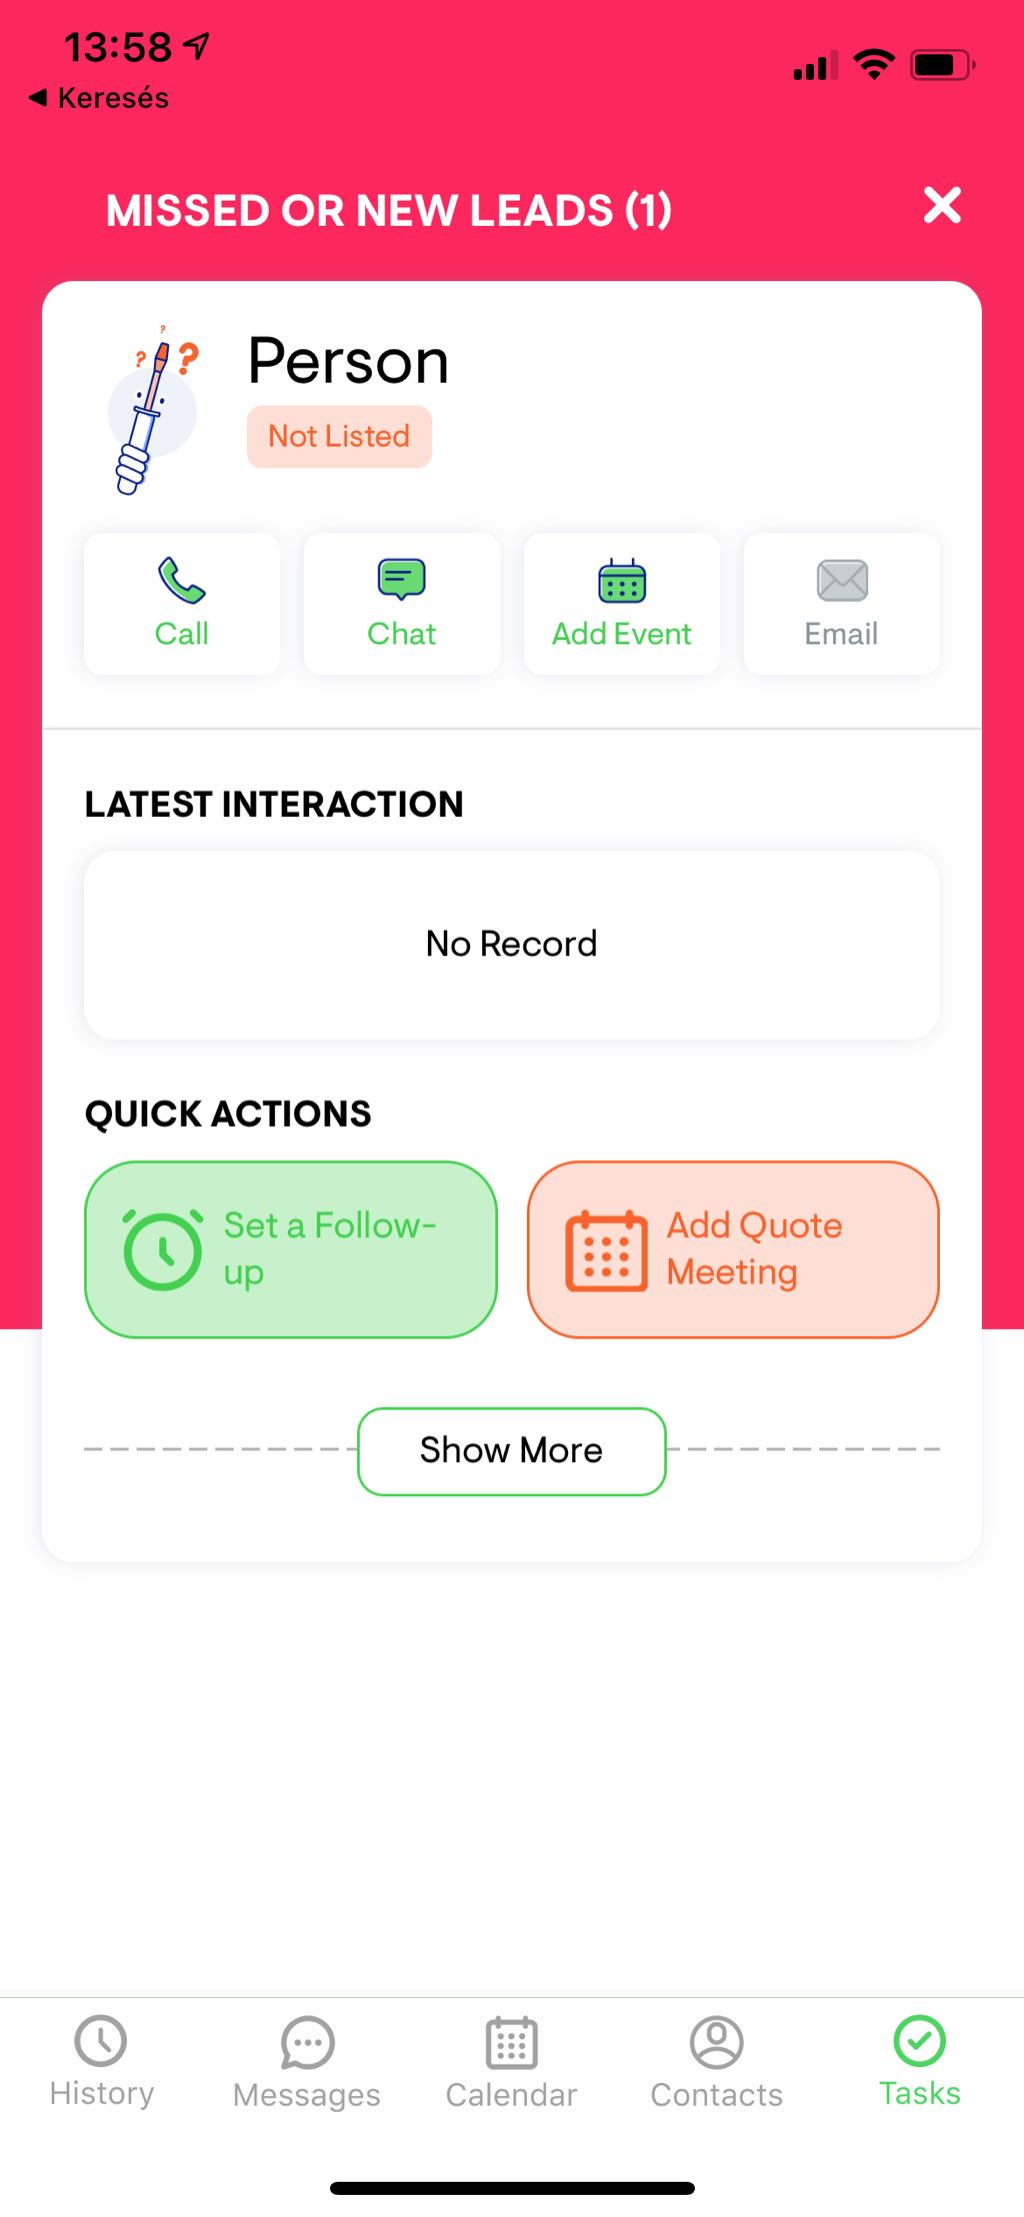 13:58
◀ Keresés
MISSED OR NEW LEADS (1)
? ? ?
Person
Not Listed
Call
Chat
Add Event
Email
LATEST INTERACTION
No Record
QUICK ACTIONS
Set a Follow-
up
Add Quote
Meeting
Show More
History
Messages
Calendar
Contacts
Tasks